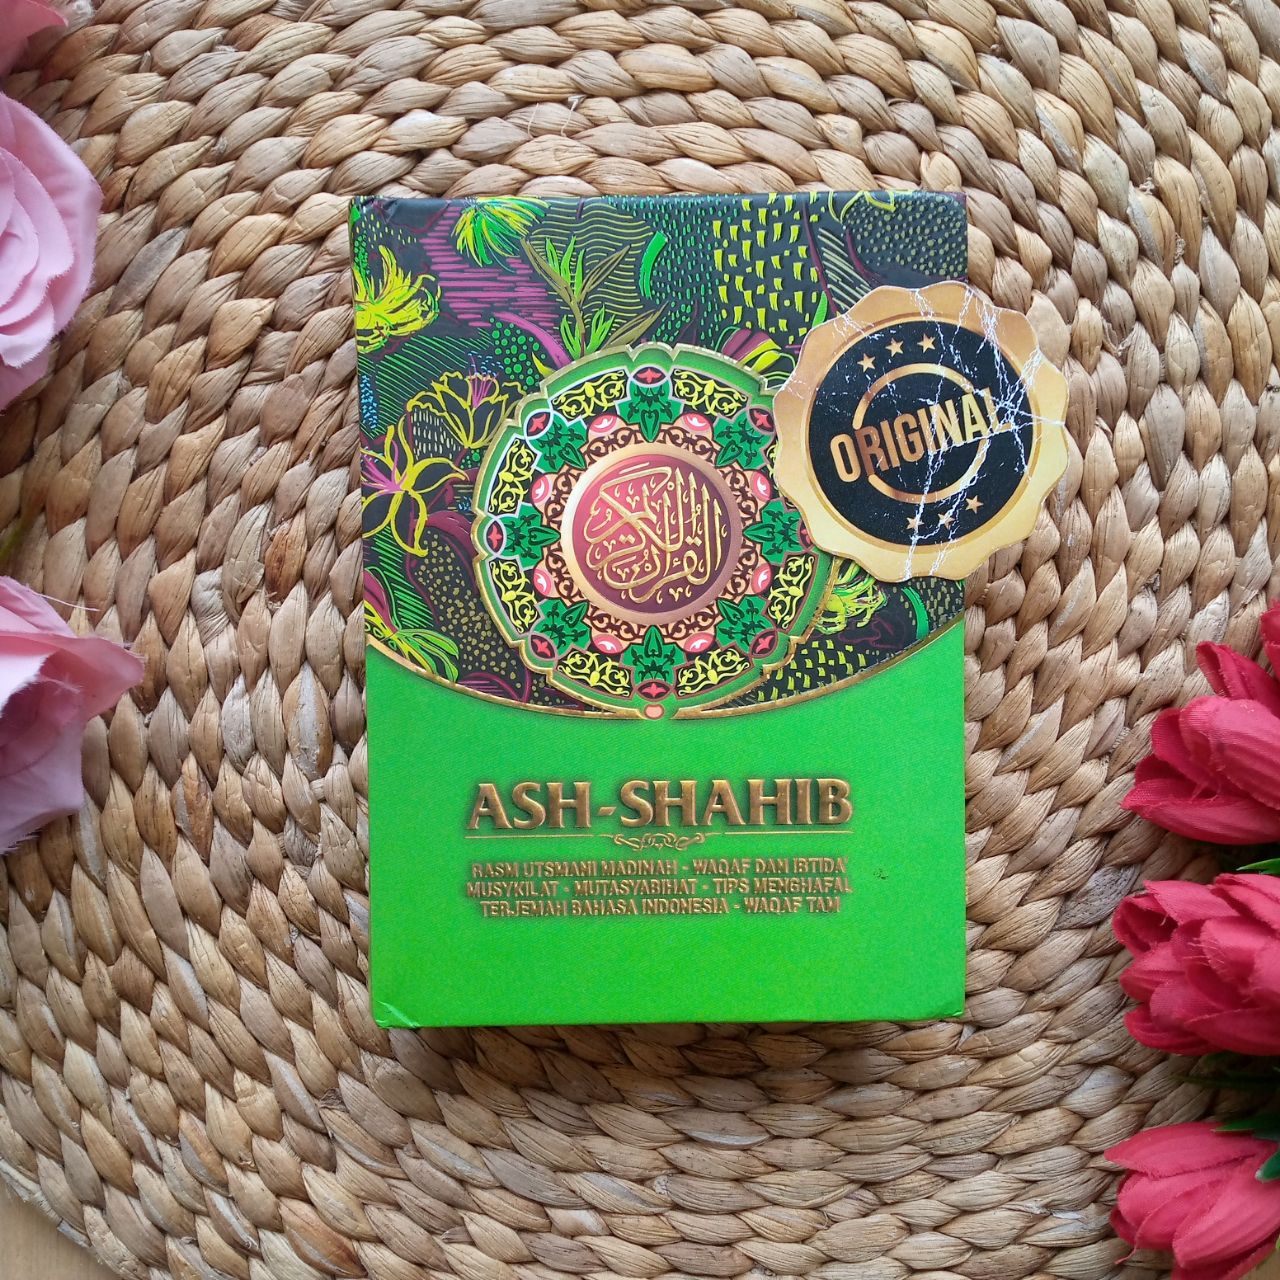 القرآن الكريم
ORIGINAL
ASH-SHAHIB
RASM UTSMANI MADINAH - WAQAF DAN IBTIDA'
MUSYKILAT - MUTASYABIHAT - TIPS MENGHAFAL
TERJEMAH BAHASA INDONESIA - WAQAF TAM